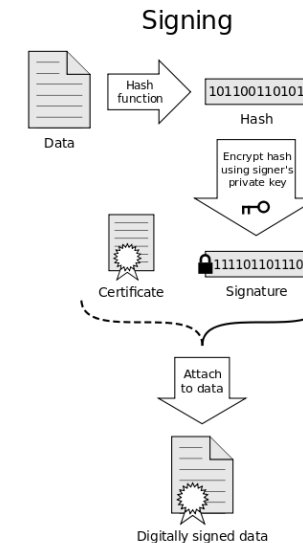 Signing
Hash
function
101100110101
Data
Hash
Encrypt hash
using signer's
private key
111101101110
Certificate
Signature
Attach
to data
Digitally signed data